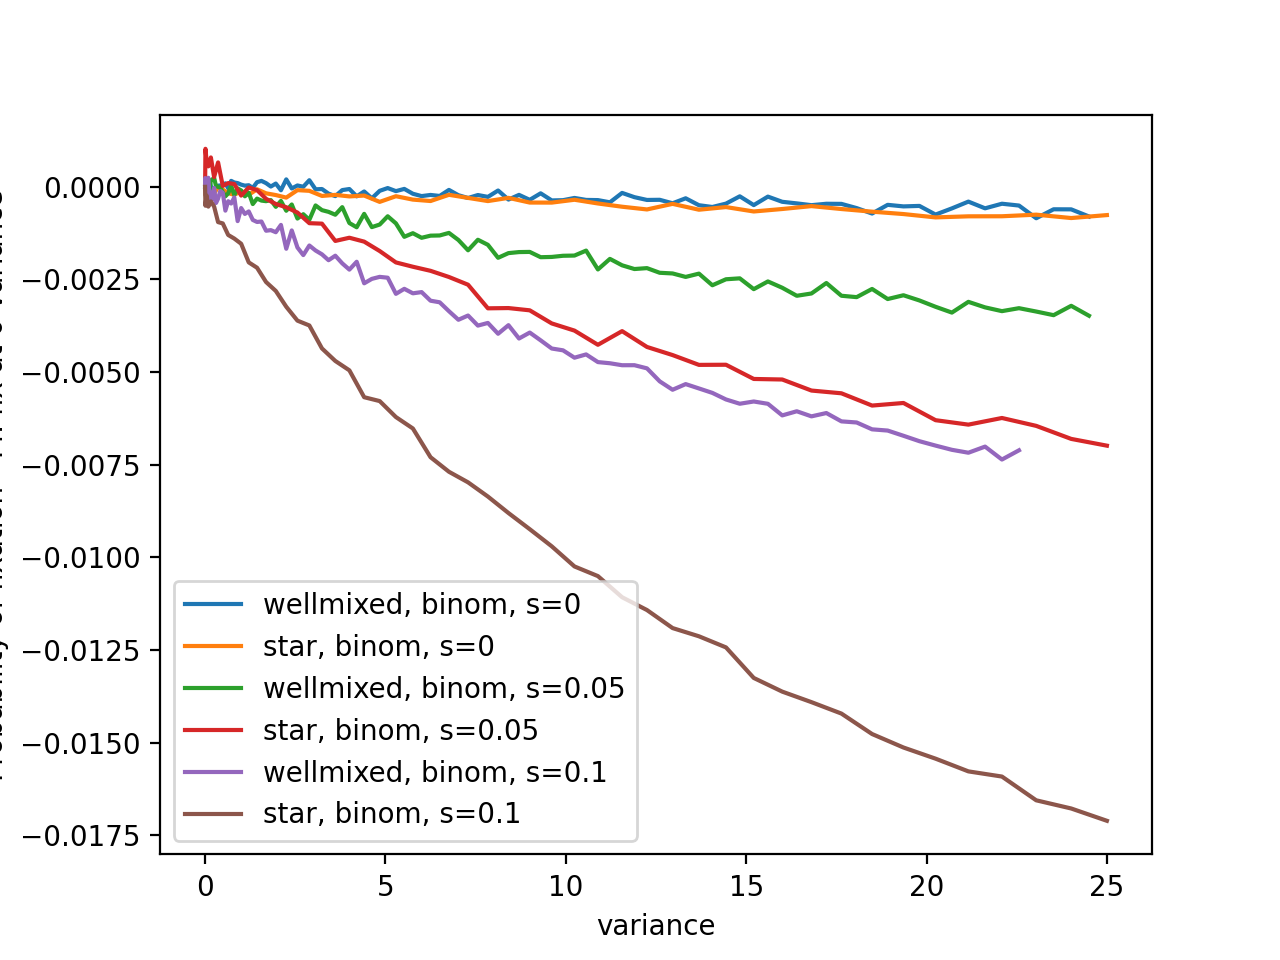 0.0000
−0.0025
−0.0050
−0.0075
−0.0100
−0.0125
−0.0150
−0.0175
wellmixed, binom, s=0
star, binom, s=0
wellmixed, binom, s=0.05
star, binom, s=0.05
wellmixed, binom, s=0.1
star, binom, s=0.1
0 5 10 15 20 25
variance